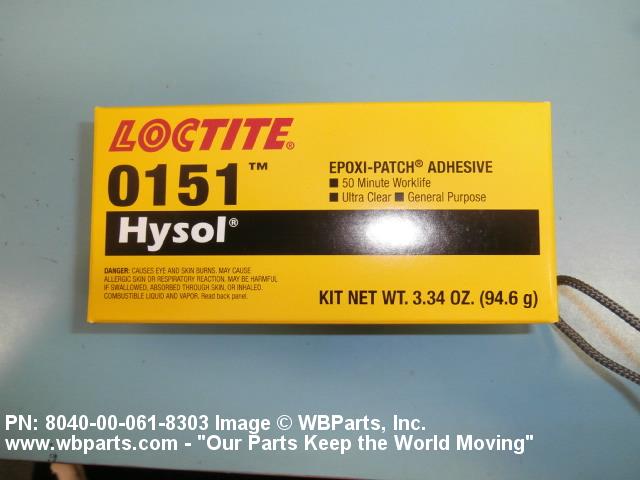 LOCTITE®
0151™
EPOXI-PATCH® ADHESIVE
■ 50 Minute Worklife
■ Ultra Clear ■ General Purpose
Hysol®
DANGER: CAUSES EYE AND SKIN BURNS. MAY CAUSE
ALLERGIC SKIN OR RESPIRATORY REACTION. MAY BE HARMFUL
IF SWALLOWED, ABSORBED THROUGH SKIN, OR INHALED.
COMBUSTIBLE LIQUID AND VAPOR. Read back panel.
KIT NET WT. 3.34 OZ. (94.6 g)
PN: 8040-00-061-8303 Image © WBParts, Inc.
www.wbparts.com - "Our Parts Keep the World Moving"